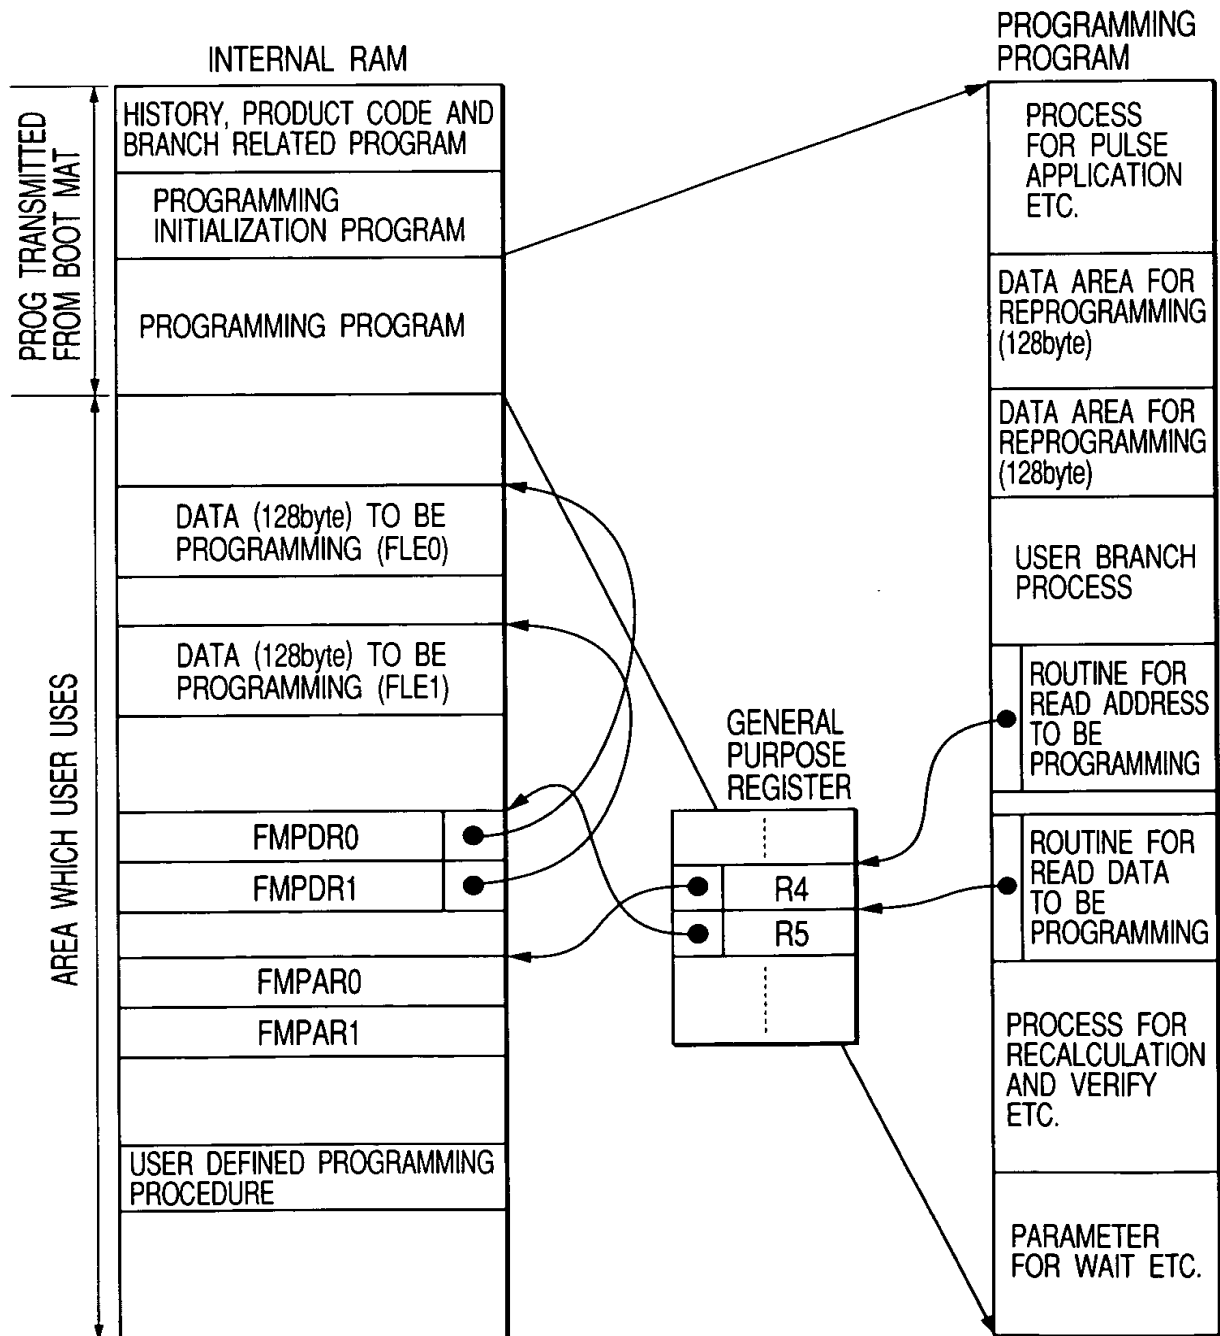 INTERNAL RAM
PROG TRANSMITTED
FROM BOOT MAT
HISTORY, PRODUCT CODE AND
BRANCH RELATED PROGRAM
PROGRAMMING
INITIALIZATION PROGRAM
PROGRAMMING PROGRAM
AREA WHICH USER USES
DATA (128byte) TO BE
PROGRAMMING (FLE0)
DATA (128byte) TO BE
PROGRAMMING (FLE1)
FMPDR0
FMPDR1
FMPAR0
FMPAR1
USER DEFINED PROGRAMMING
PROCEDURE
GENERAL
PURPOSE
REGISTER
R4
R5
PROGRAMMING
PROGRAM
PROCESS
FOR PULSE
APPLICATION
ETC.
DATA AREA FOR
REPROGRAMMING
(128byte)
DATA AREA FOR
REPROGRAMMING
(128byte)
USER BRANCH
PROCESS
ROUTINE FOR
READ ADDRESS
TO BE
PROGRAMMING
ROUTINE FOR
READ DATA
TO BE
PROGRAMMING
PROCESS FOR
RECALCULATION
AND VERIFY
ETC.
PARAMETER
FOR WAIT ETC.